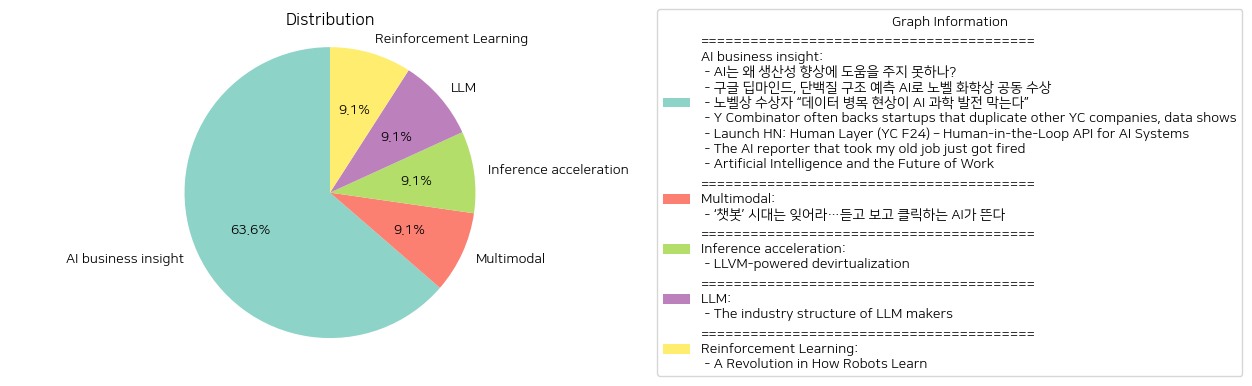 Distribution
Reinforcement Learning
LLM
Inference acceleration
Multimodal
AI business insight
9.1%
9.1%
9.1%
9.1%
63.6%
Graph Information
========================================
AI business insight:
- AI는 왜 생산성 향상에 도움을 주지 못하나?
- 구글 딥마인드, 단백질 구조 예측 AI로 노벨 화학상 공동 수상
- 노벨상 수상자 “데이터 병목 현상이 AI 과학 발전 막는다”
- Y Combinator often backs startups that duplicate other YC companies, data shows
- Launch HN: Human Layer (YC F24) – Human-in-the-Loop API for AI Systems
- The AI reporter that took my old job just got fired
- Artificial Intelligence and the Future of Work
========================================
Multimodal:
- ‘챗봇’ 시대는 잊어라…듣고 보고 클릭하는 AI가 뜬다
========================================
Inference acceleration:
- LLVM-powered devirtualization
========================================
LLM:
- The industry structure of LLM makers
========================================
Reinforcement Learning:
- A Revolution in How Robots Learn